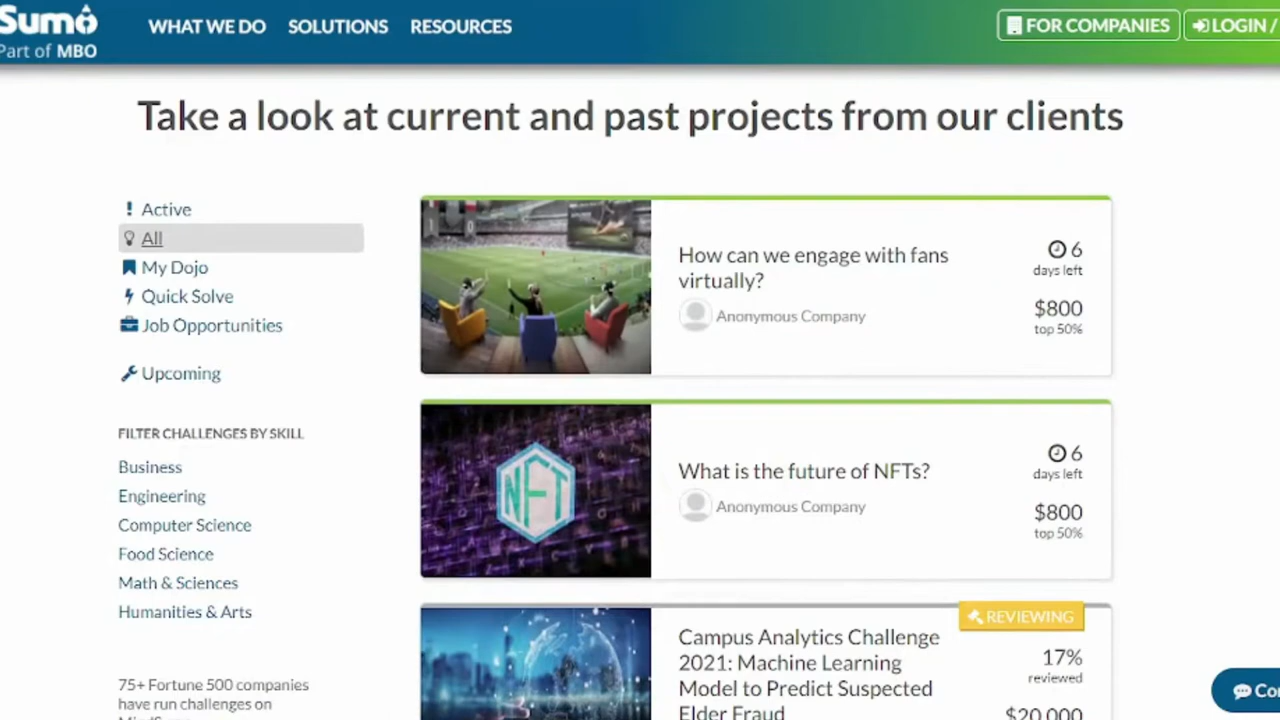 Sumo
Part of MBO
WHAT WE DO
SOLUTIONS
RESOURCES
FOR COMPANIES
LOGIN /
Take a look at current and past projects from our clients
Active
All
My Dojo
Quick Solve
Job Opportunities
Upcoming
FILTER CHALLENGES BY SKILL
Business
Engineering
Computer Science
Food Science
Math & Sciences
Humanities & Arts
75+ Fortune 500 companies
have run challenges on
How can we engage with fans
virtually?
Anonymous Company
6
days left
$800
top 50%
NFT
What is the future of NFTs?
Anonymous Company
6
days left
$800
top 50%
REVIEWING
Campus Analytics Challenge
2021: Machine Learning
Model to Predict Suspected
Elder Fraud
17%
reviewed
$20,000